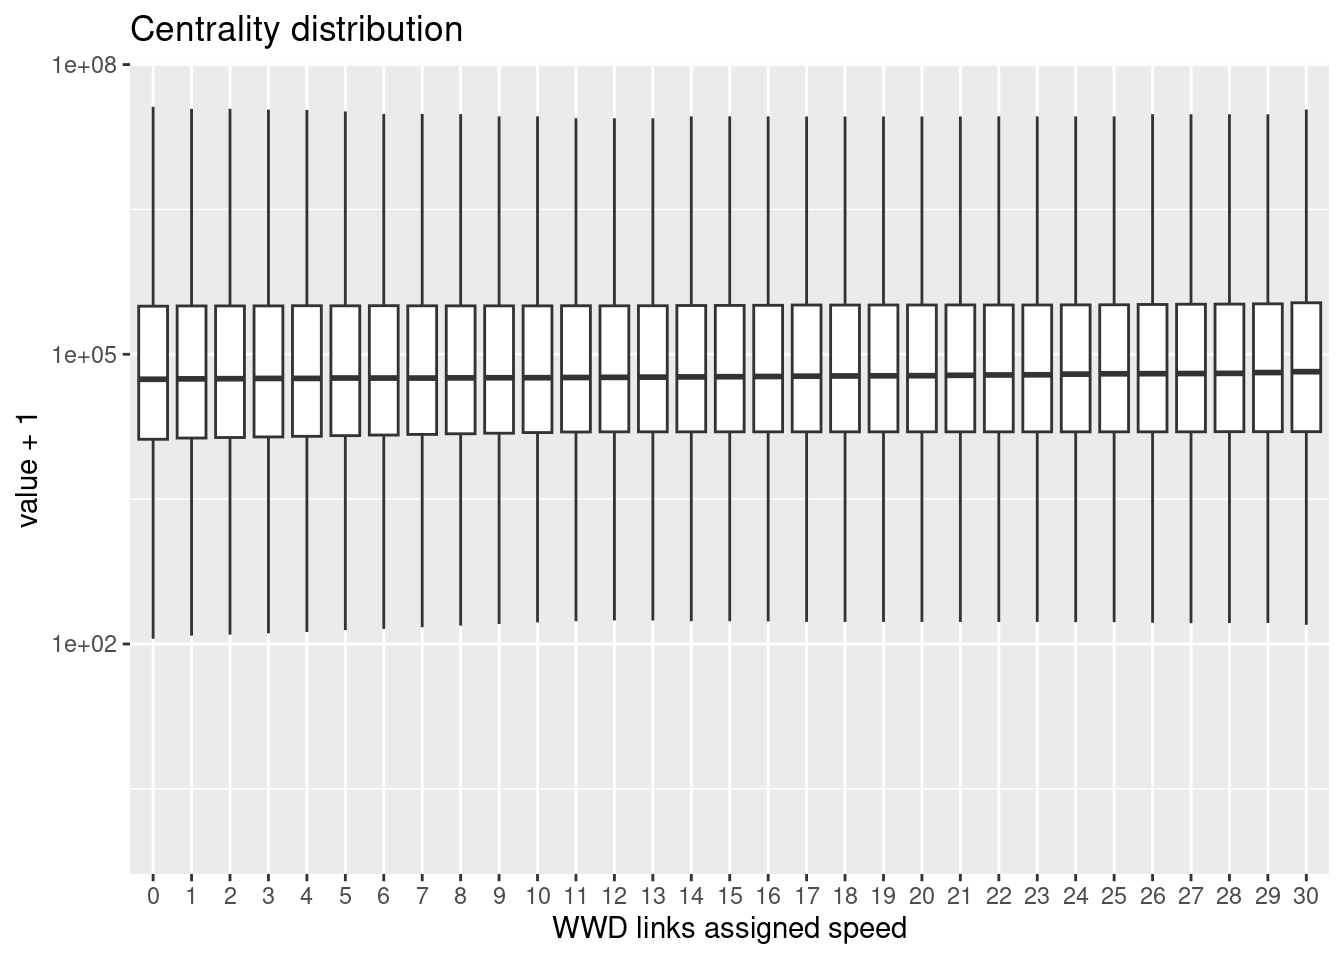 Centrality distribution
1e+08
1e+05
1e+02
value + 1
0 1 2 3 4 5 6 7 8 9 10 11 12 13 14 15 16 17 18 19 20 21 22 23 24 25 26 27 28 29 30
WWD links assigned speed